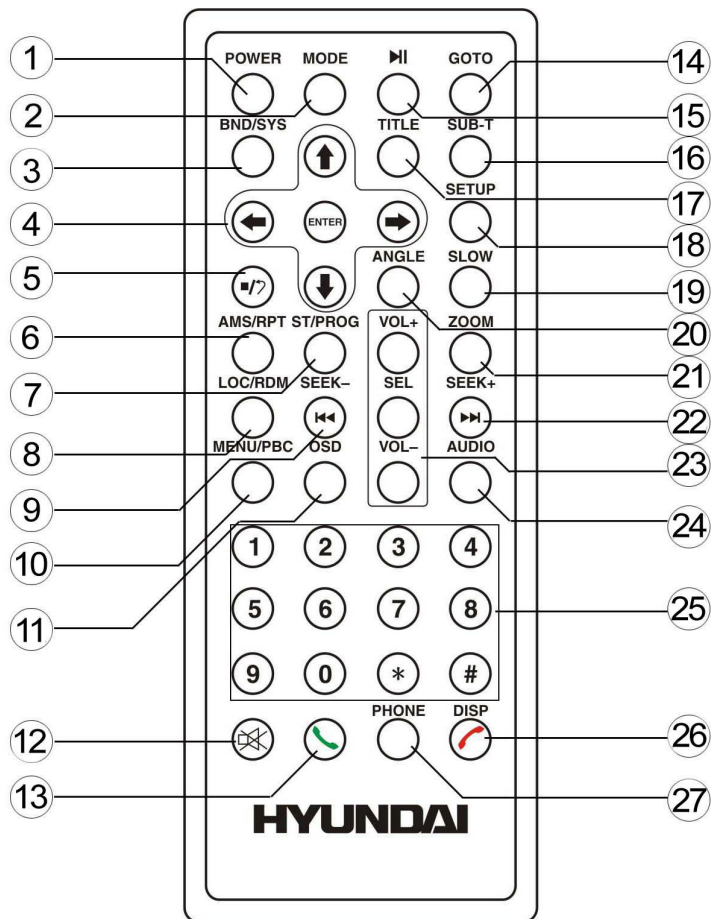 1 POWER MODE GOTO 14
2 15
BND/SYS TITLE SUB-T
3 16
17
SETUP
4 ENTER 18
ANGLE SLOW
5 19
6 20
AMS/RPT ST/PROG VOL+ ZOOM
7 21
LOC/RDM SEEK– SEL SEEK+
8 22
MENU/PBC OSD VOL– AUDIO
9 23
10 24
11
1 2 3 4
5 6 7 8
25
9 0 * #
PHONE DISP
12 26
13 27
HYUNDAI